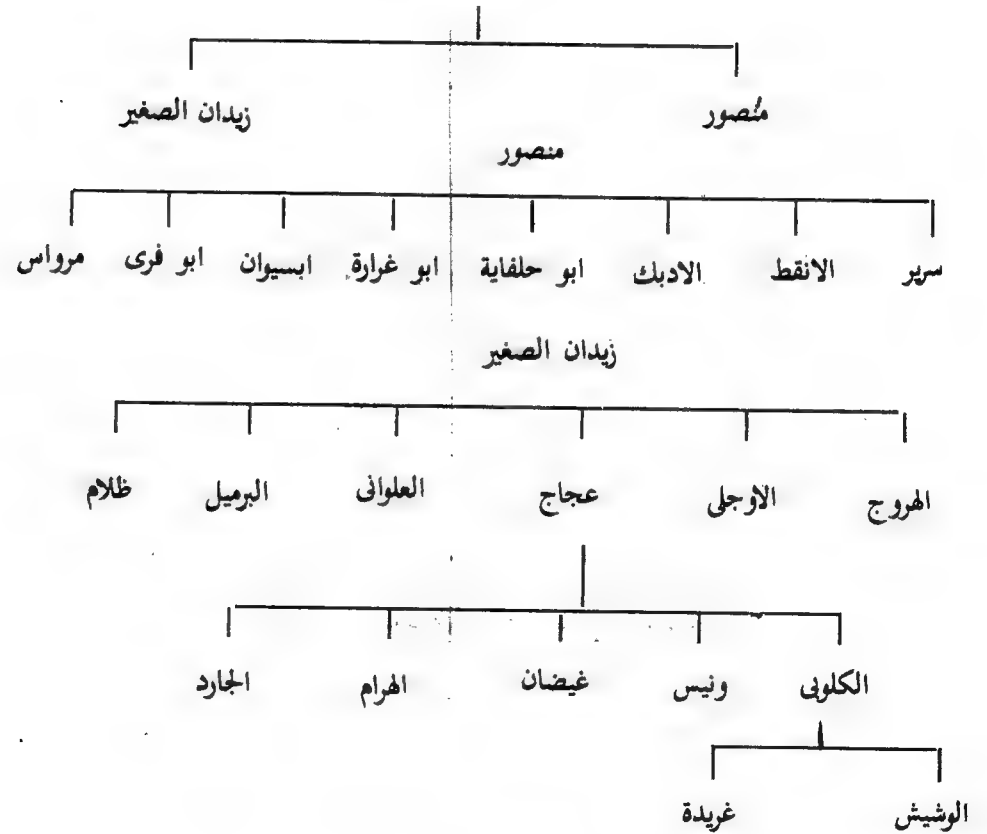 منصور زيدان الصغير
منصور
سرير الانقط الادبك ابو حلفاية ابو غرارة ابسيوان ابو فرى مرواس
زيدان الصغير
الهروج الاوجلى عجاج العلوانى البرميل ظلام
الكلوبى ونيس غيضان الهرام الجارد
الوشيش غريدة